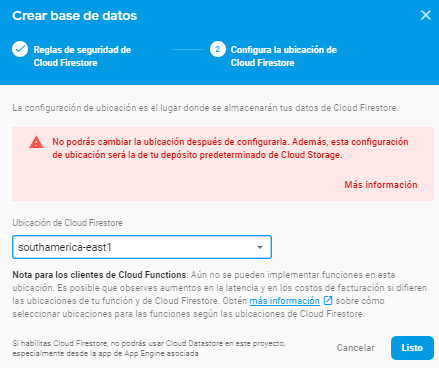 Crear base de datos
Reglas de seguridad de
Cloud Firestore
2
Configura la ubicación de
Cloud Firestore
La configuración de ubicación es el lugar donde se almacenarán tus datos de Cloud Firestore.
No podrás cambiar la ubicación después de configurarla. Además, esta configuración
de ubicación será la de tu depósito predeterminado de Cloud Storage.
Más información
Ubicación de Cloud Firestore
southamerica-east1
Nota para los clientes de Cloud Functions: Aún no se pueden implementar funciones en esta
ubicación. Es posible que observes aumentos en la latencia y en los costos de facturación si difieren
las ubicaciones de tu función y de Cloud Firestore. Obtén más información sobre cómo
seleccionar ubicaciones para las funciones según las ubicaciones de Cloud Firestore.
Si habilitas Cloud Firestore, no podrás usar Cloud Datastore en este proyecto,
especialmente desde la app de App Engine asociada
Cancelar
Listo